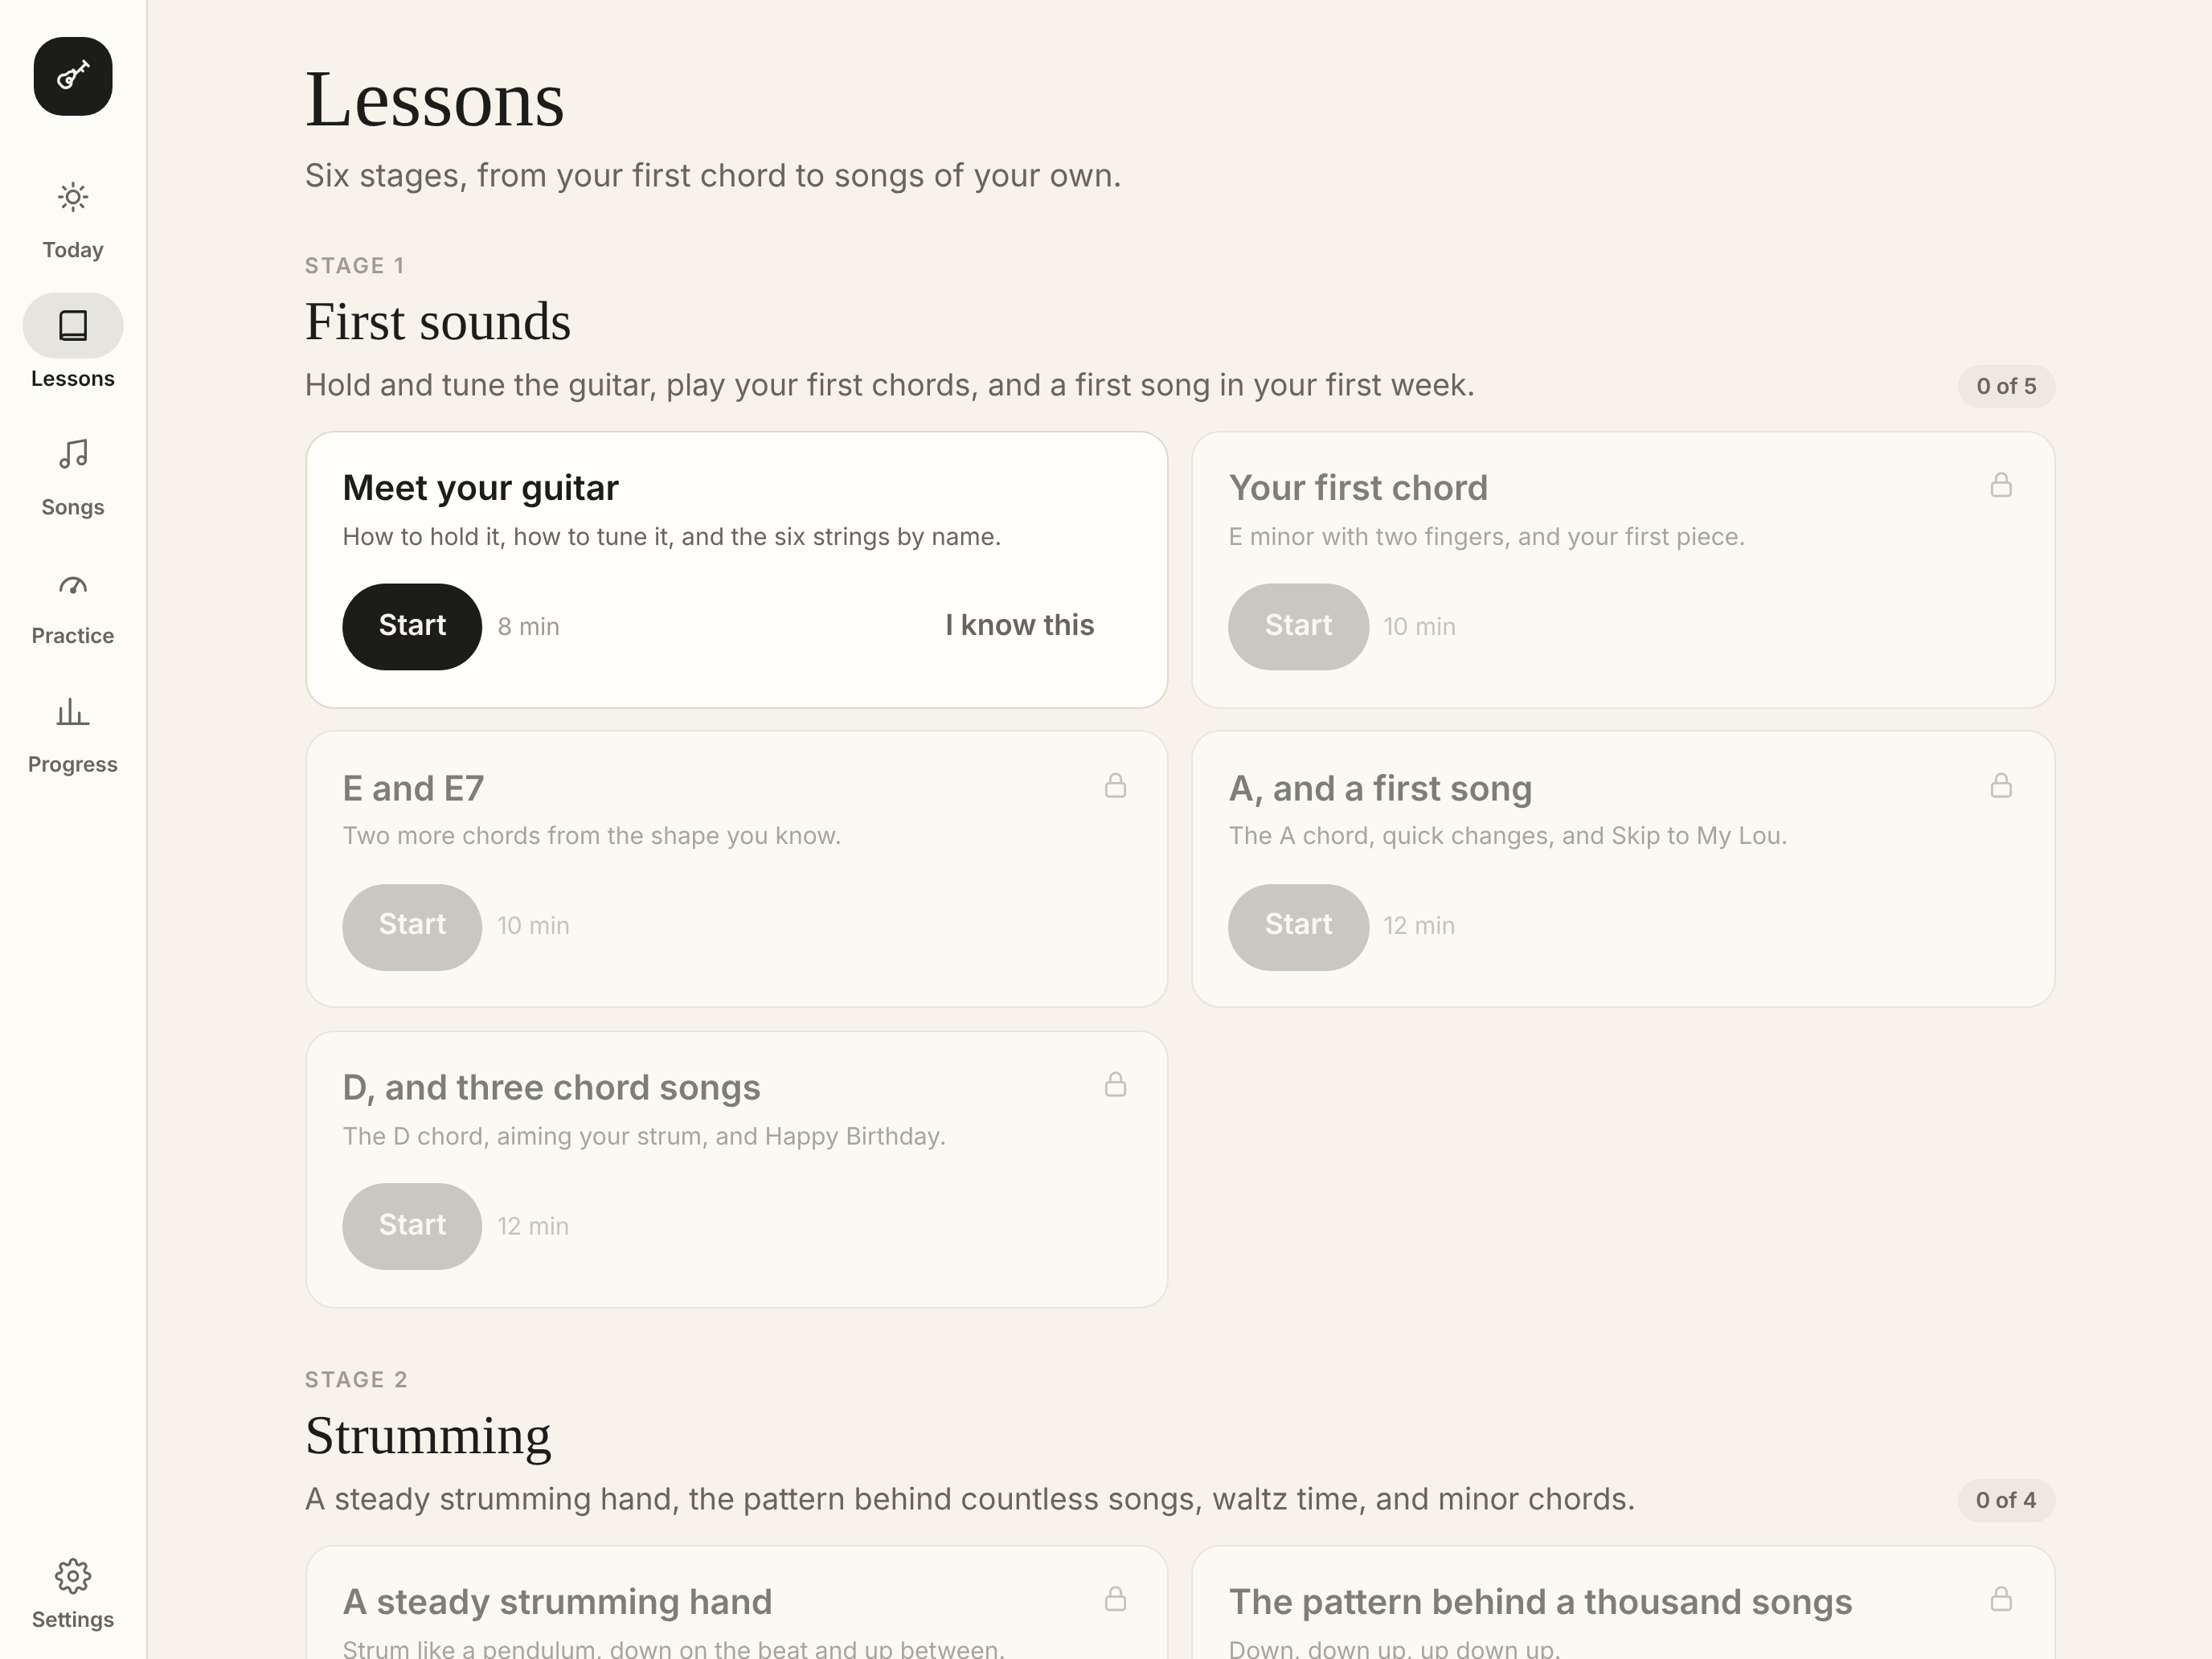 Today
Lessons
Songs
Practice
Progress
Settings
Lessons
Six stages, from your first chord to songs of your own.
STAGE 1
First sounds
Hold and tune the guitar, play your first chords, and a first song in your first week.
0 of 5
Meet your guitar
How to hold it, how to tune it, and the six strings by name.
Start
8 min
I know this
Your first chord
E minor with two fingers, and your first piece.
Start
10 min
E and E7
Two more chords from the shape you know.
Start
10 min
A, and a first song
The A chord, quick changes, and Skip to My Lou.
Start
12 min
D, and three chord songs
The D chord, aiming your strum, and Happy Birthday.
Start
12 min
STAGE 2
Strumming
A steady strumming hand, the pattern behind countless songs, waltz time, and minor chords.
0 of 4
A steady strumming hand
Strum like a pendulum, down on the beat and up between.
The pattern behind a thousand songs
Down, down up, up down up.